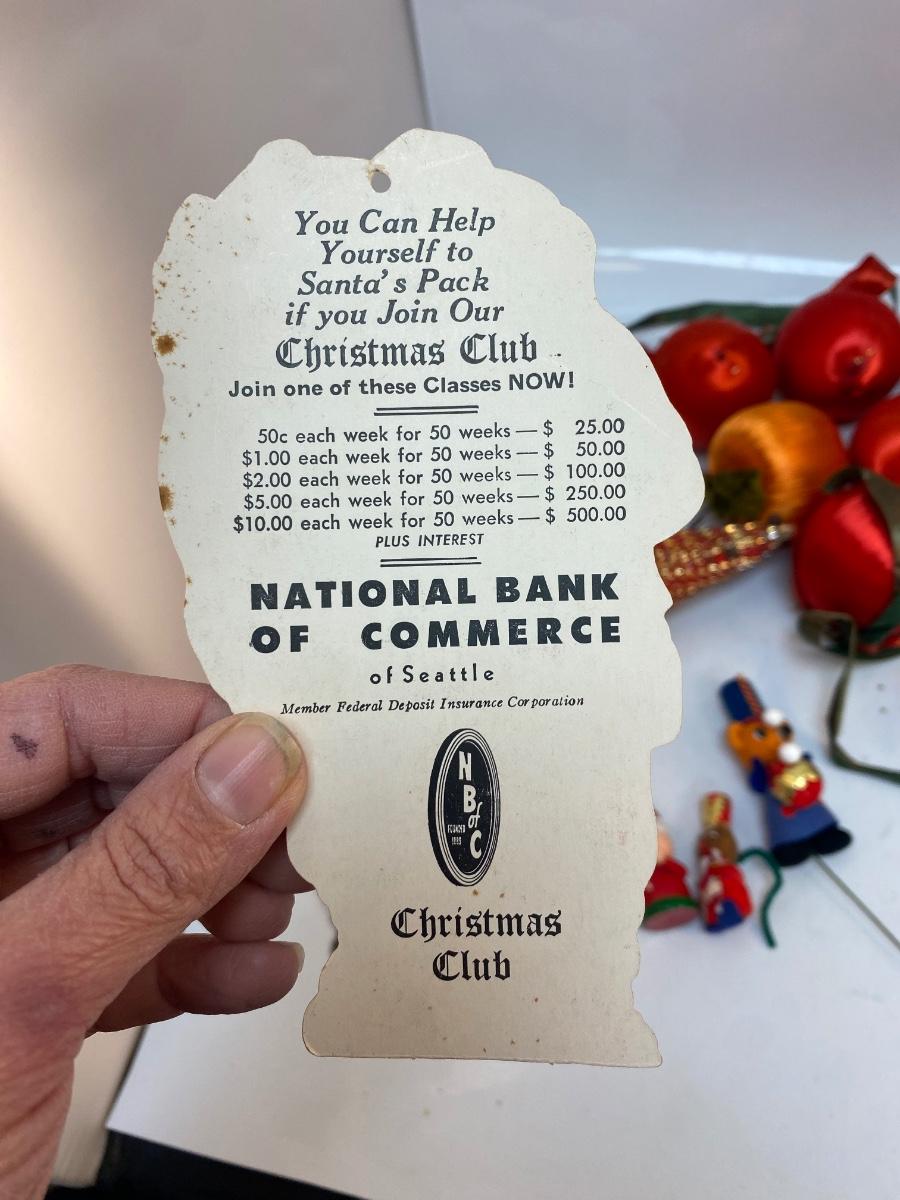 You Can Help
Yourself to
Santa's Pack
if you Join Our
Christmas Club
Join one of these Classes NOW!
50c each week for 50 weeks — $ 25.00
$1.00 each week for 50 weeks — $ 50.00
$2.00 each week for 50 weeks — $ 100.00
$5.00 each week for 50 weeks — $ 250.00
$10.00 each week for 50 weeks — $ 500.00
PLUS INTEREST
NATIONAL BANK
OF COMMERCE
of Seattle
Member Federal Deposit Insurance Corporation
N
B
of
FOUNDED
C
Christmas
Club